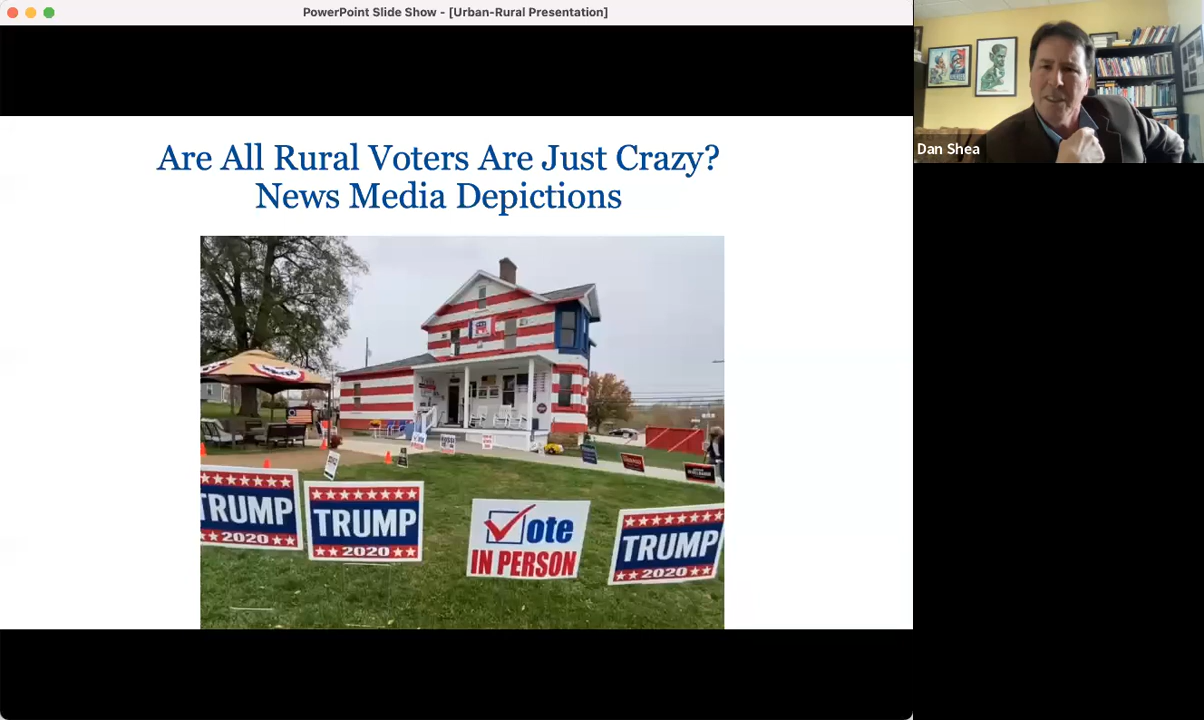 PowerPoint Slide Show - [Urban-Rural Presentation]
Are All Rural Voters Are Just Crazy?
News Media Depictions
TRUMP
2020
TRUMP
2020
Vote
IN PERSON
TRUMP
2020
Dan Shea